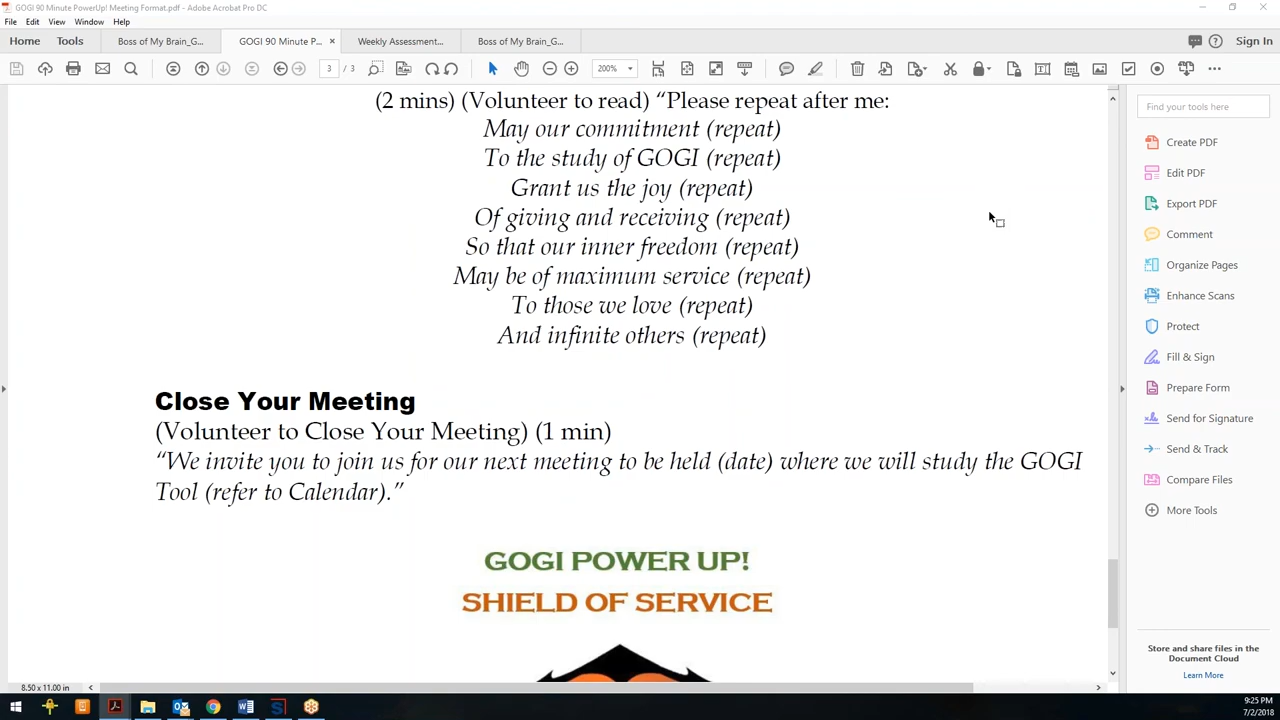 GOGI 90 Minute PowerUp! Meeting Format.pdf - Adobe Acrobat Pro DC
File Edit View Window Help
Home Tools Boss of My Brain_G... GOGI 90 Minute P... × Weekly Assessment... Boss of My Brain_G... Sign In
3 / 3 200%
(2 mins) (Volunteer to read) “Please repeat after me:
May our commitment (repeat)
To the study of GOGI (repeat)
Grant us the joy (repeat)
Of giving and receiving (repeat)
So that our inner freedom (repeat)
May be of maximum service (repeat)
To those we love (repeat)
And infinite others (repeat)
Close Your Meeting
(Volunteer to Close Your Meeting) (1 min)
“We invite you to join us for our next meeting to be held (date) where we will study the GOGI
Tool (refer to Calendar).”
GOGI POWER UP!
SHIELD OF SERVICE
Find your tools here
Create PDF
Edit PDF
Export PDF
Comment
Organize Pages
Enhance Scans
Protect
Fill & Sign
Prepare Form
Send for Signature
Send & Track
Compare Files
More Tools
Store and share files in the
Document Cloud
Learn More
8.50 x 11.00 in
9:25 PM
7/2/2018